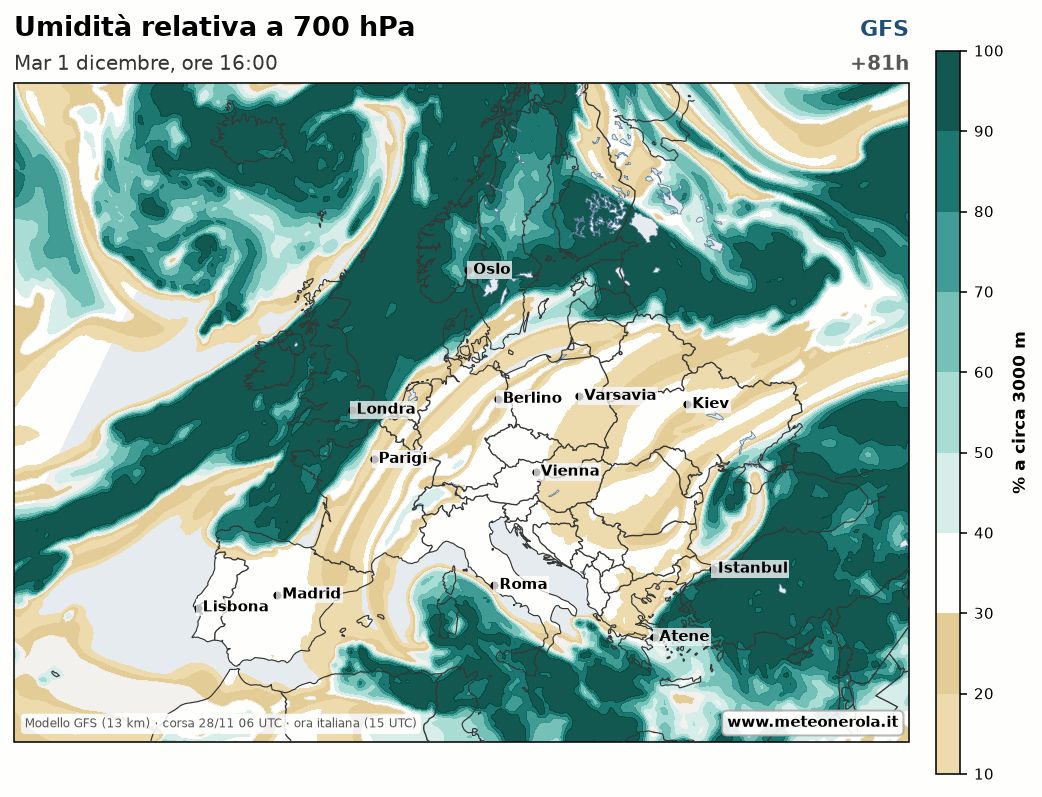 Umidità relativa a 700 hPa
GFS
Mar 1 dicembre, ore 16:00
+81h
100
90
80
70
60
50
40
30
20
10
% a circa 3000 m
Oslo
Londra
Berlino
Varsavia
Kiev
Parigi
Vienna
Istanbul
Roma
Madrid
Lisbona
Atene
Modello GFS (13 km) · corsa 28/11 06 UTC · ora italiana (15 UTC)
www.meteonerola.it